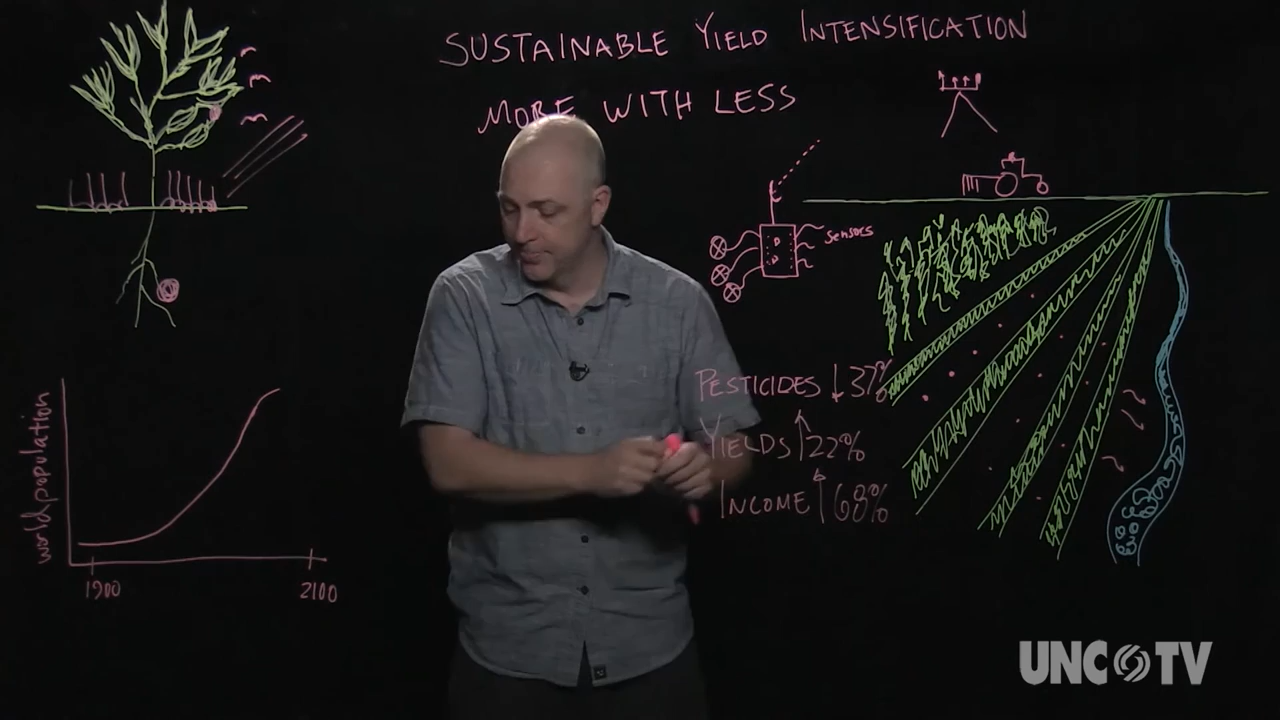 SUSTAINABLE YIELD INTENSIFICATION
MORE WITH LESS
sensors
PESTICIDES ↓ 37%
YIELDS ↑ 22%
INCOME ↑ 68%
world population
1900
2100
UNC TV